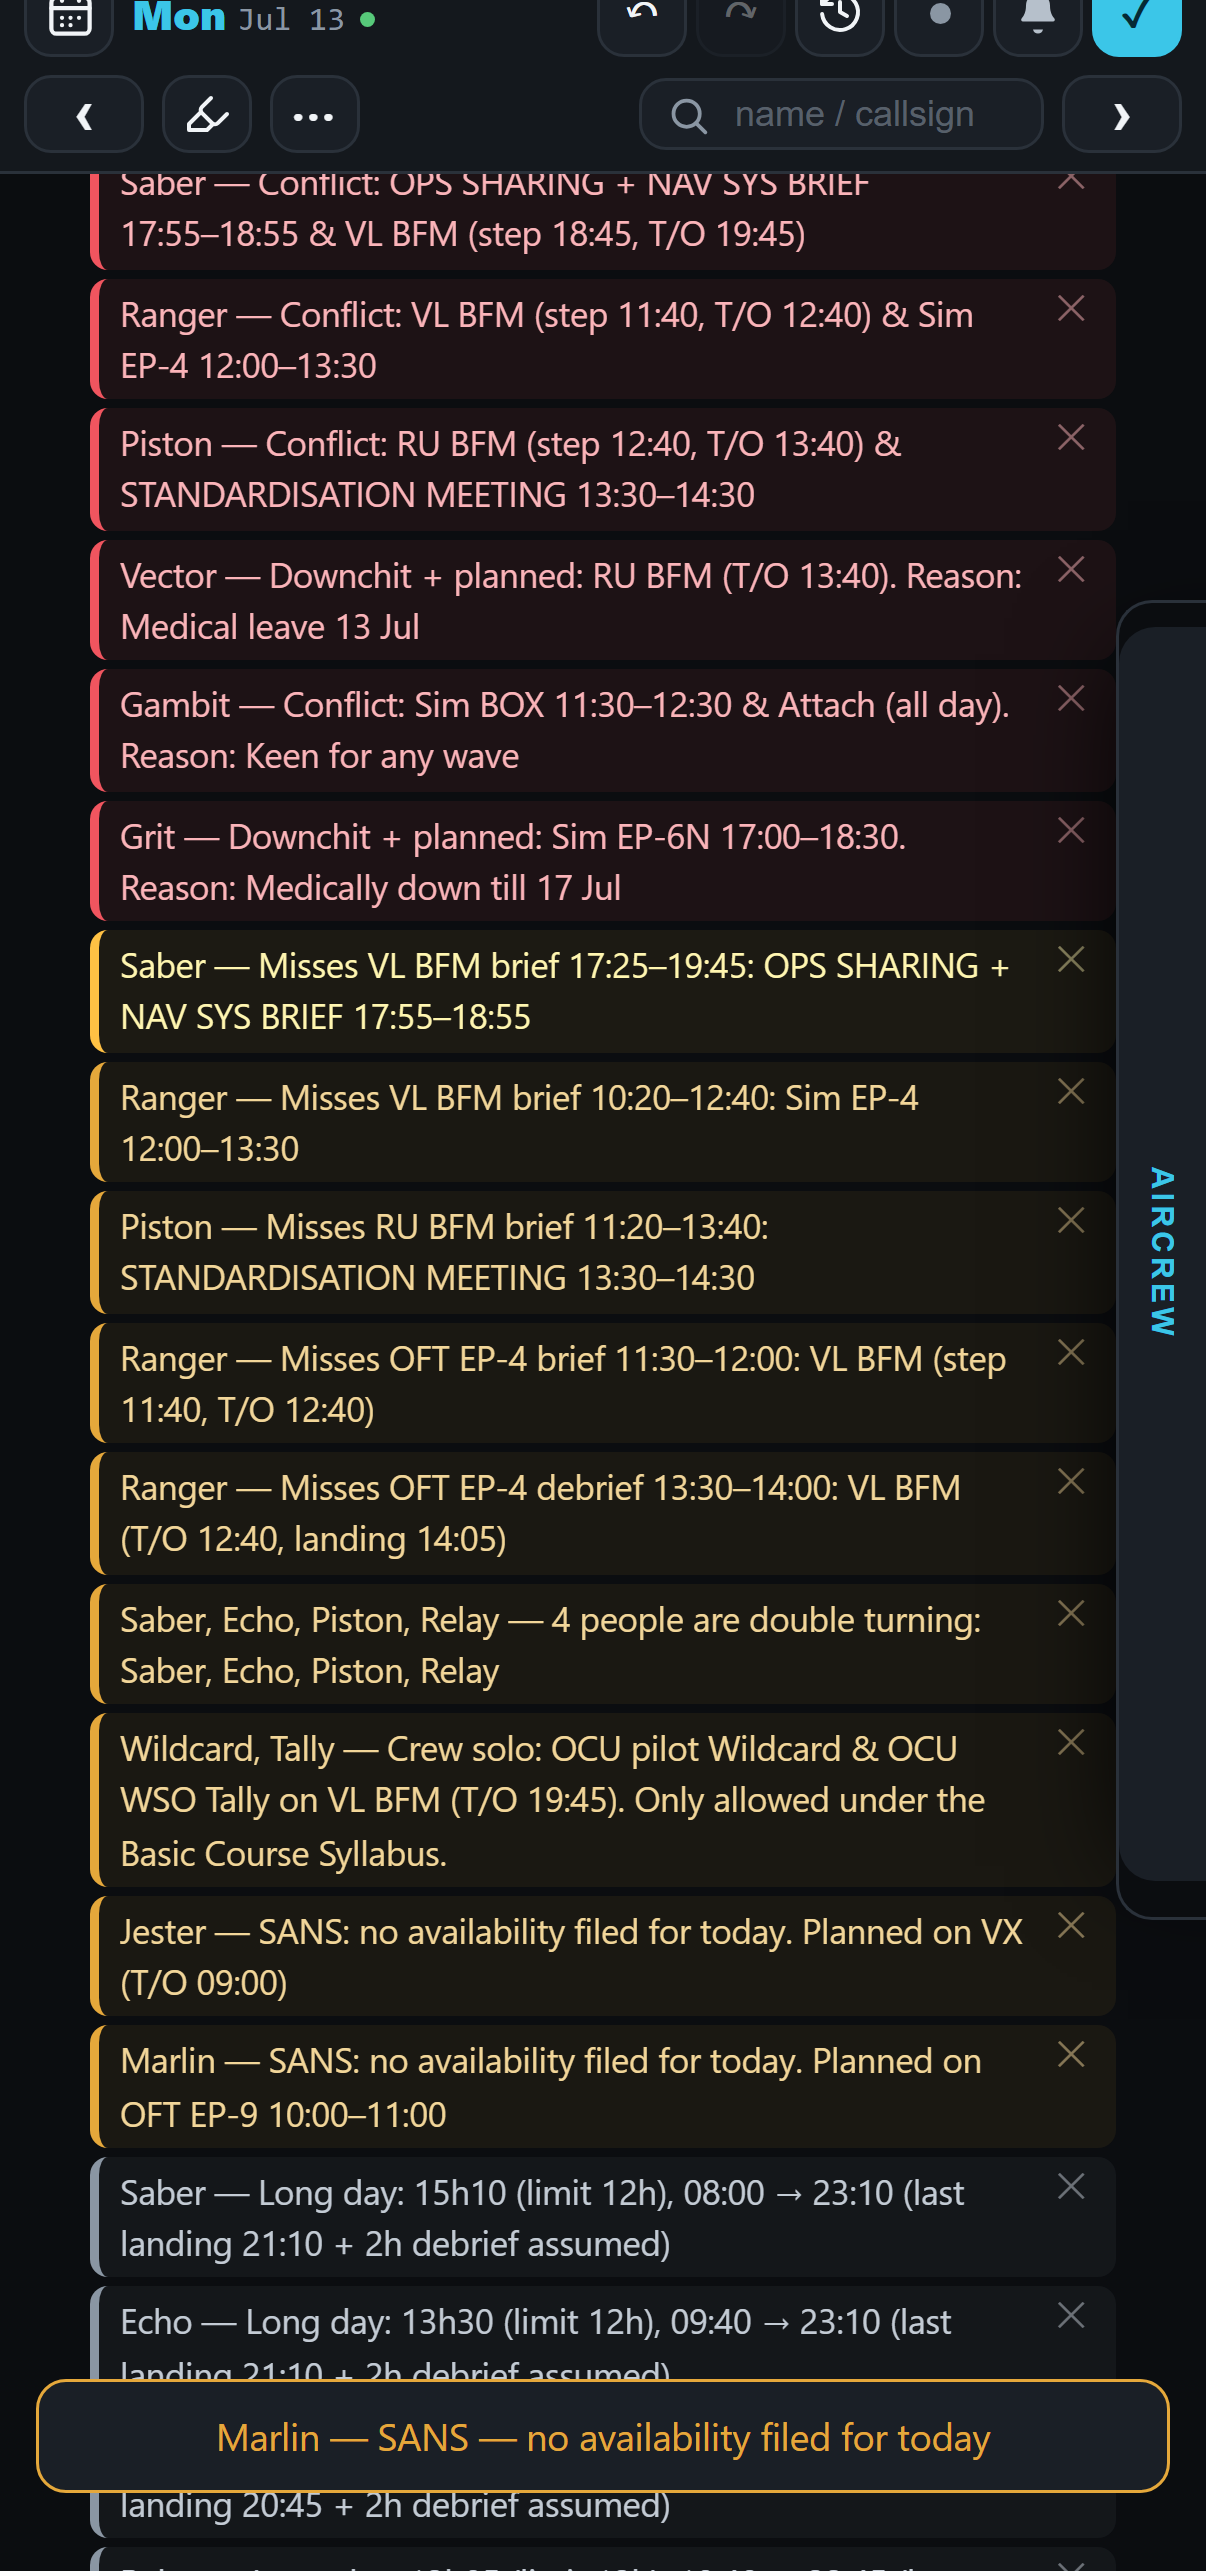 Mon Jul 13
name / callsign
Saber — Conflict: OPS SHARING + NAV SYS BRIEF
17:55–18:55 & VL BFM (step 18:45, T/O 19:45)
Ranger — Conflict: VL BFM (step 11:40, T/O 12:40) & Sim
EP-4 12:00–13:30
Piston — Conflict: RU BFM (step 12:40, T/O 13:40) &
STANDARDISATION MEETING 13:30–14:30
Vector — Downchit + planned: RU BFM (T/O 13:40). Reason:
Medical leave 13 Jul
Gambit — Conflict: Sim BOX 11:30–12:30 & Attach (all day).
Reason: Keen for any wave
Grit — Downchit + planned: Sim EP-6N 17:00–18:30.
Reason: Medically down till 17 Jul
Saber — Misses VL BFM brief 17:25–19:45: OPS SHARING +
NAV SYS BRIEF 17:55–18:55
Ranger — Misses VL BFM brief 10:20–12:40: Sim EP-4
12:00–13:30
Piston — Misses RU BFM brief 11:20–13:40:
STANDARDISATION MEETING 13:30–14:30
Ranger — Misses OFT EP-4 brief 11:30–12:00: VL BFM (step
11:40, T/O 12:40)
Ranger — Misses OFT EP-4 debrief 13:30–14:00: VL BFM
(T/O 12:40, landing 14:05)
Saber, Echo, Piston, Relay — 4 people are double turning:
Saber, Echo, Piston, Relay
Wildcard, Tally — Crew solo: OCU pilot Wildcard & OCU
WSO Tally on VL BFM (T/O 19:45). Only allowed under the
Basic Course Syllabus.
Jester — SANS: no availability filed for today. Planned on VX
(T/O 09:00)
Marlin — SANS: no availability filed for today. Planned on
OFT EP-9 10:00–11:00
Saber — Long day: 15h10 (limit 12h), 08:00 → 23:10 (last
landing 21:10 + 2h debrief assumed)
Echo — Long day: 13h30 (limit 12h), 09:40 → 23:10 (last
landing 21:10 + 2h debrief assumed)
Marlin — SANS — no availability filed for today
landing 20:45 + 2h debrief assumed)
AIRCREW